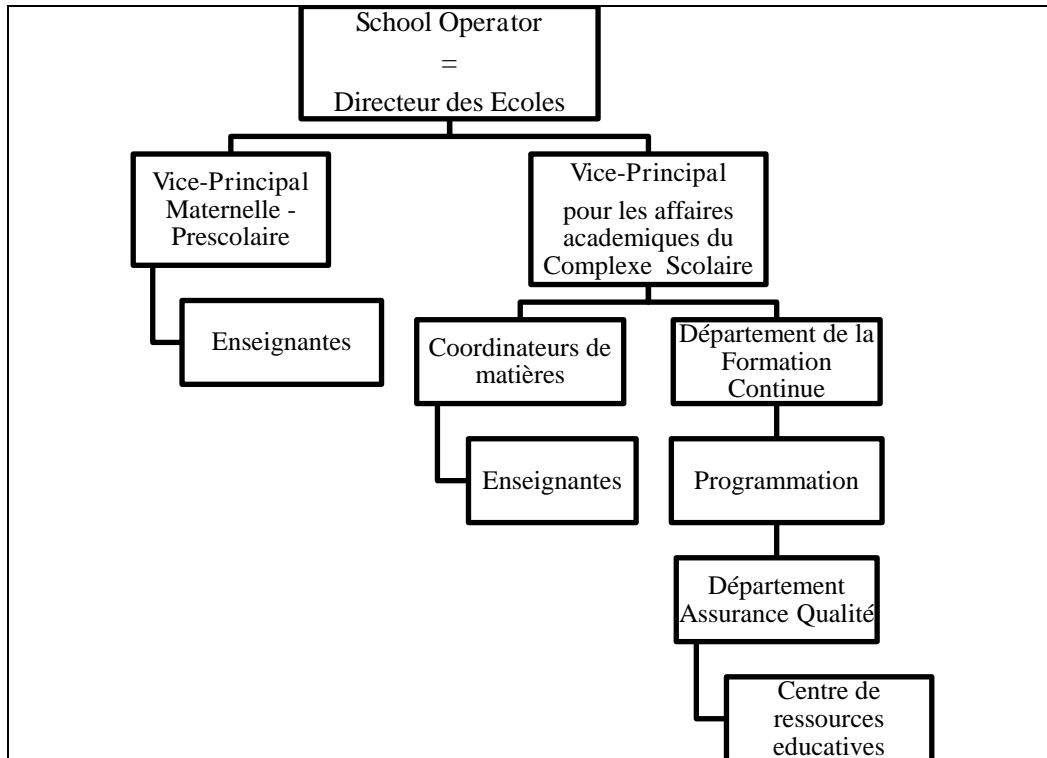 School Operator
=
Directeur des Ecoles
Vice-Principal
Maternelle -
Prescolaire
Vice-Principal
pour les affaires
academiques du
Complexe Scolaire
Enseignantes
Coordinateurs de
matières
Département de la
Formation
Continue
Enseignantes
Programmation
Département
Assurance Qualité
Centre de
ressources
educatives